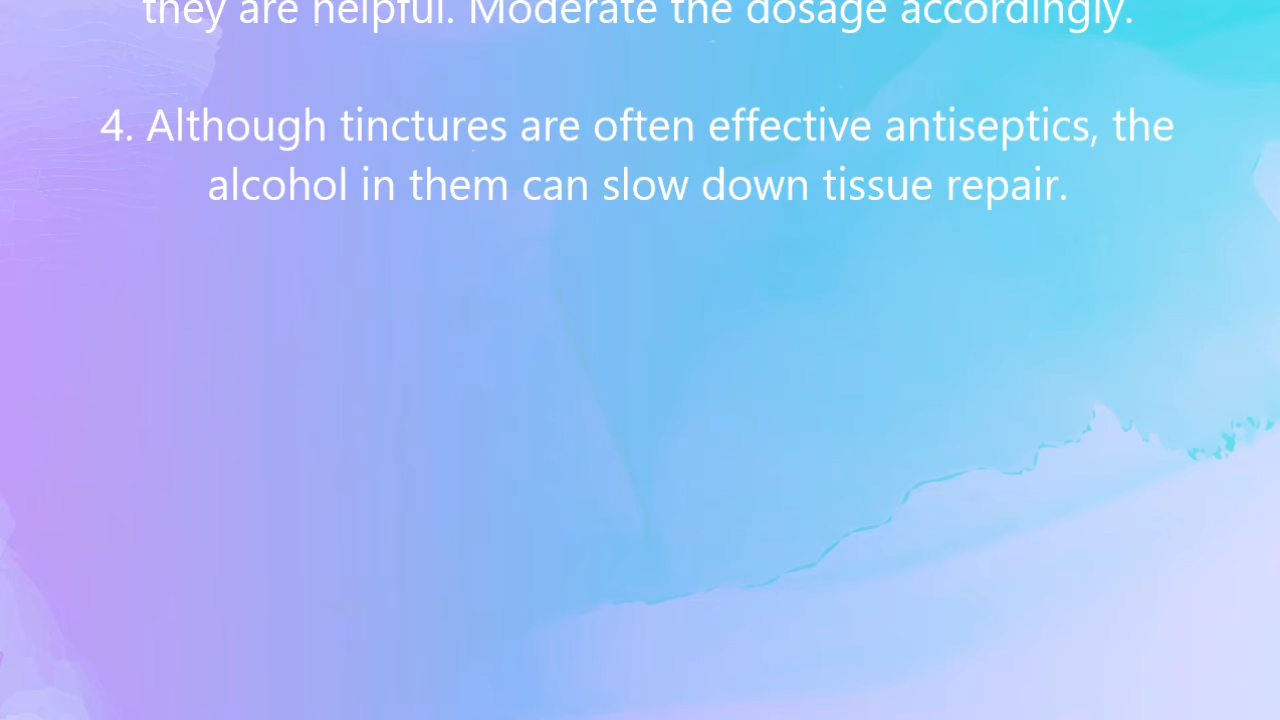 they are helpful. Moderate the dosage accordingly.
4. Although tinctures are often effective antiseptics, the
alcohol in them can slow down tissue repair.